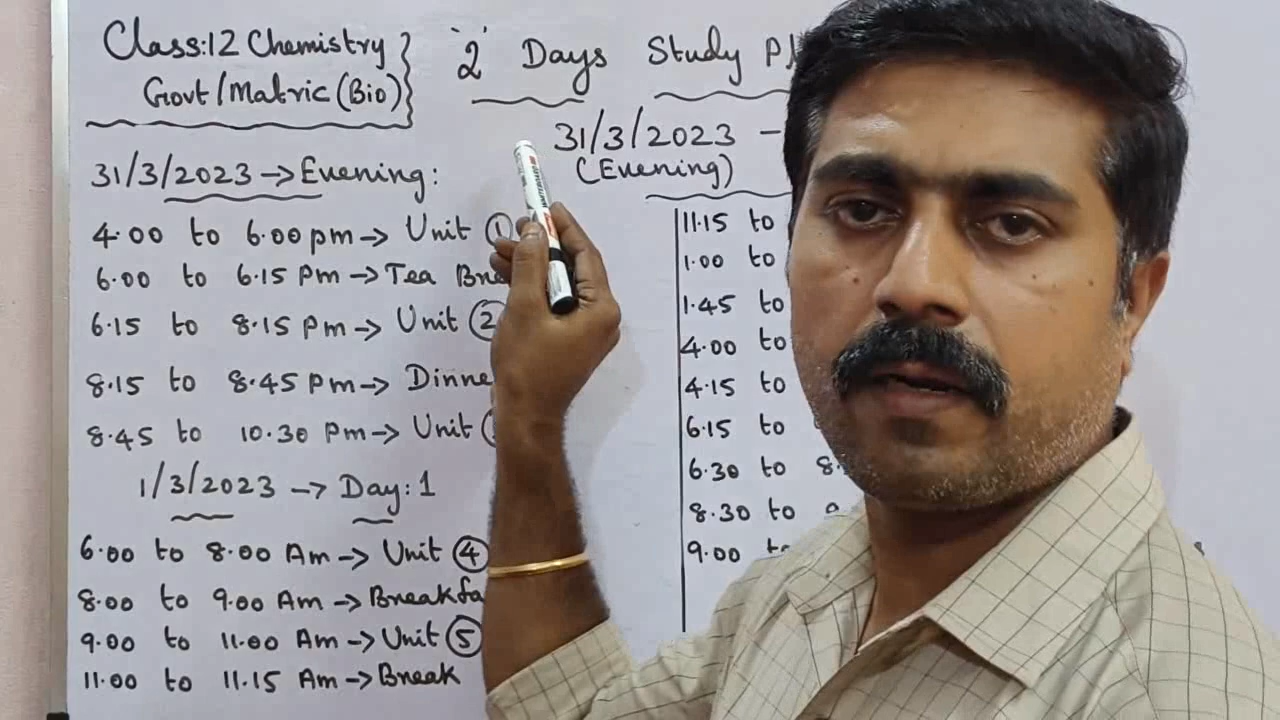 Class:12 Chemistry
Govt/Matric (Bio)
'2' Days Study
31/3/2023 -
(Evening)
31/3/2023 → Evening:
4.00 to 6.00 pm → Unit 1
6.00 to 6.15 Pm → Tea
6.15 to 8.15 Pm → Unit 2
8.15 to 8.45 Pm →
8.45 to 10.30 Pm → Unit
1/3/2023 → Day: 1
6.00 to 8.00 Am → Unit 4
8.00 to 9.00 Am →
9.00 to 11.00 Am → Unit 5
11.00 to 11.15 Am → Break
11.15 to
1.00 to
1.45 to
4.00 to
4.15 to
6.15 to
6.30 to
8.30 to
9.00 to